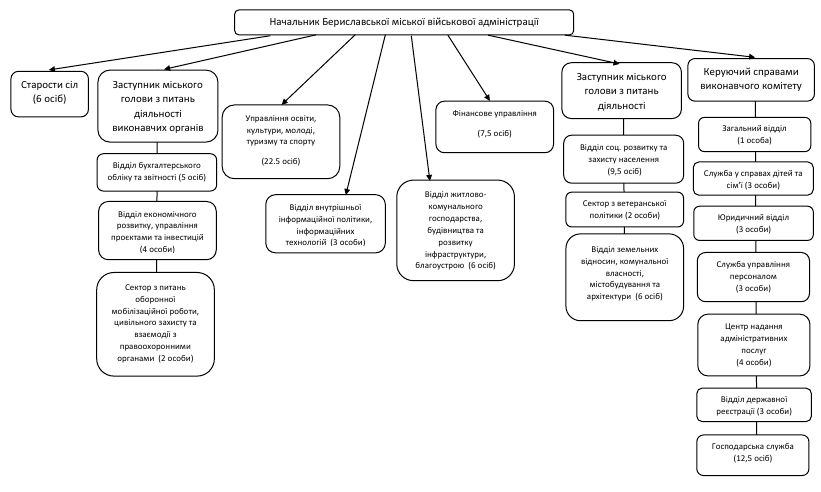 Начальник Бериславської міської військової адміністрації
Старости сіл
(6 осіб)
Заступник міського
голови з питань
діяльності
виконавчих органів
Відділ бухгалтерського
обліку та звітності (5 осіб)
Відділ економічного
розвитку, управління
проєктами та інвестицій
(4 особи)
Сектор з питань
оборонної
мобілізаційної роботи,
цивільного захисту та
взаємодії з
правоохоронними
органами (2 особи)
Управління освіти,
культури, молоді,
туризму та спорту
(22.5 осіб)
Відділ внутрішньої
інформаційної політики,
інформаційних
технологій (3 особи)
Відділ житлово-
комунального
господарства,
будівництва та
розвитку
інфраструктури,
благоустрою (6 осіб)
Фінансове управління
(7,5 осіб)
Заступник міського
голови з питань
діяльності
Відділ соц. розвитку та
захисту населення
(9,5 осіб)
Сектор з ветеранської
політики (2 особи)
Відділ земельних
відносин, комунальної
власності,
містобудування та
архітектури (6 осіб)
Керуючий справами
виконавчого комітету
Загальний відділ
(1 особа)
Служба у справах дітей та
сім'ї (3 особи)
Юридичний відділ
(3 особи)
Служба управління
персоналом
(3 особи)
Центр надання
адміністративних
послуг
(4 особи)
Відділ державної
реєстрації (3 особи)
Господарська служба
(12,5 осіб)